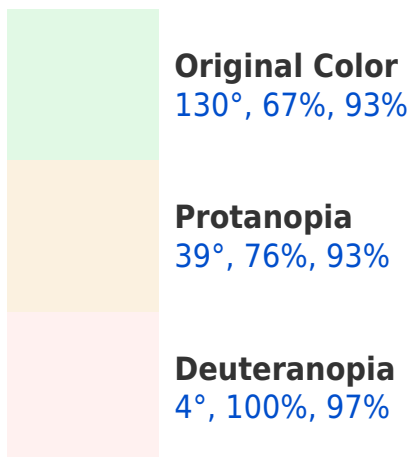 Original Color
130°, 67%, 93%
Protanopia
39°, 76%, 93%
Deuteranopia
4°, 100%, 97%